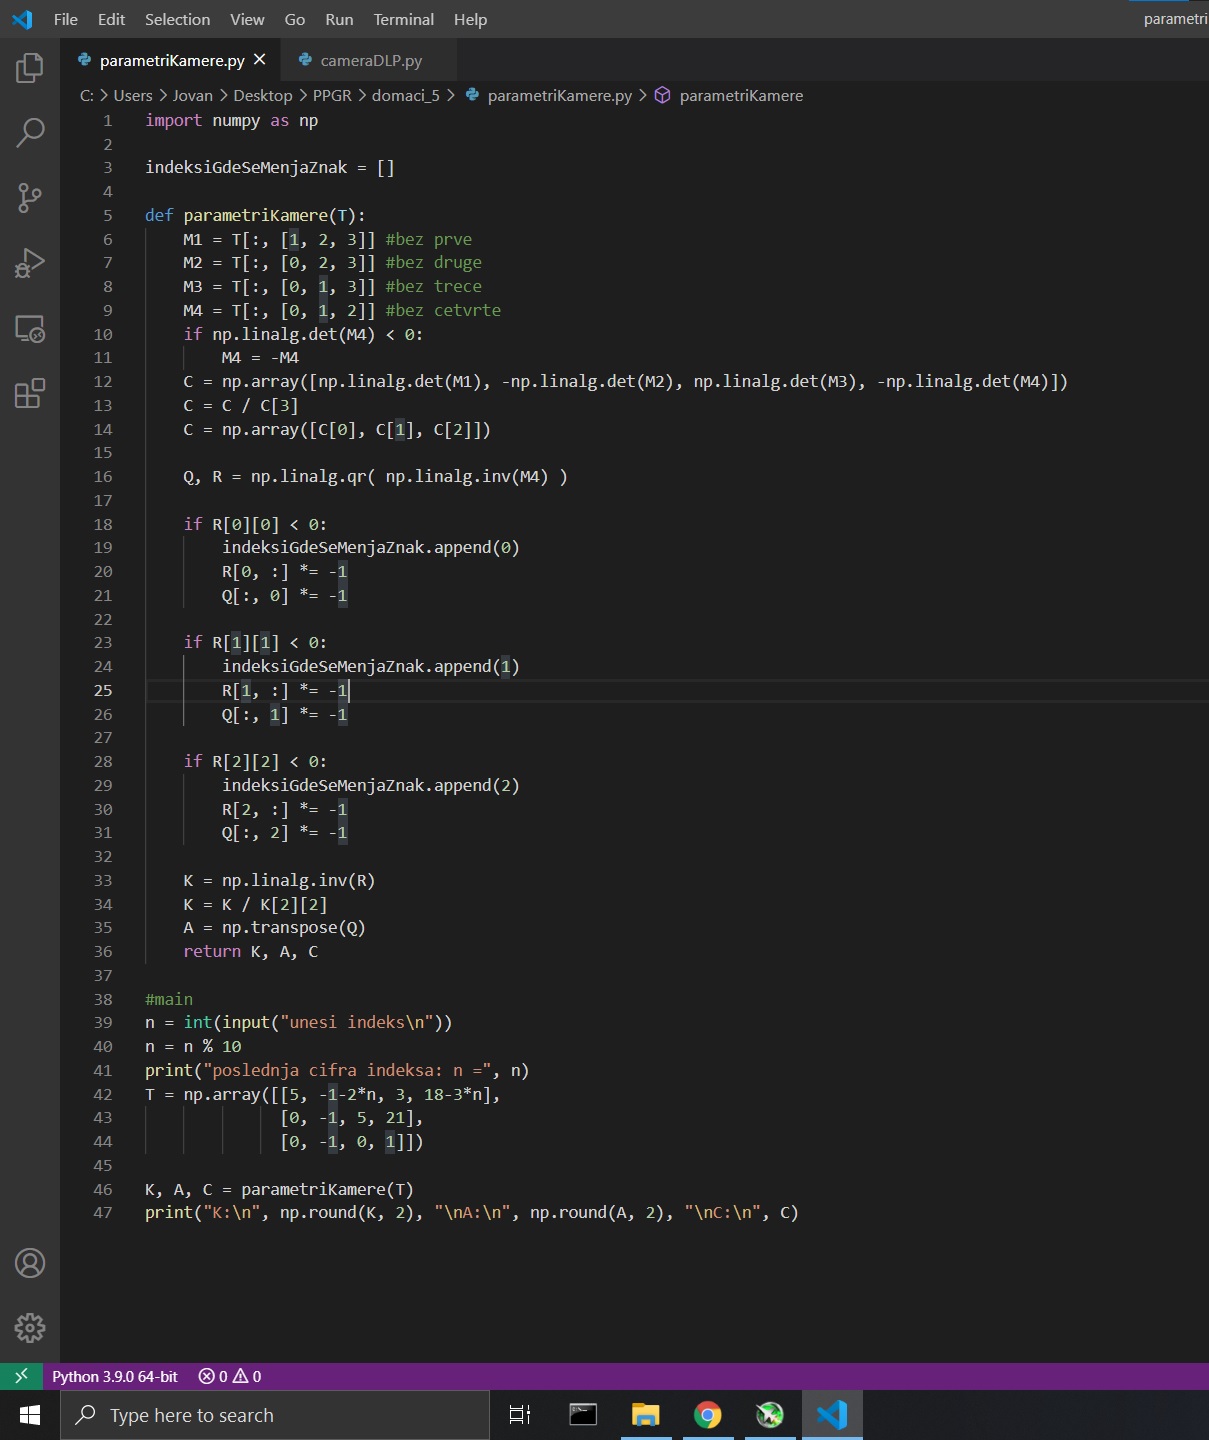 File Edit Selection View Go Run Terminal Help parametri
parametriKamere.py cameraDLP.py
C: > Users > Jovan > Desktop > PPGR > domaci_5 > parametriKamere.py > parametriKamere
1 import numpy as np
2
3 indeksiGdeSeMenjaZnak = []
4
5 def parametriKamere(T):
6 M1 = T[:, [1, 2, 3]] #bez prve
7 M2 = T[:, [0, 2, 3]] #bez druge
8 M3 = T[:, [0, 1, 3]] #bez trece
9 M4 = T[:, [0, 1, 2]] #bez cetvrte
10 if np.linalg.det(M4) < 0:
11 M4 = -M4
12 C = np.array([np.linalg.det(M1), -np.linalg.det(M2), np.linalg.det(M3), -np.linalg.det(M4)])
13 C = C / C[3]
14 C = np.array([C[0], C[1], C[2]])
15
16 Q, R = np.linalg.qr( np.linalg.inv(M4) )
17
18 if R[0][0] < 0:
19 indeksiGdeSeMenjaZnak.append(0)
20 R[0, :] *= -1
21 Q[:, 0] *= -1
22
23 if R[1][1] < 0:
24 indeksiGdeSeMenjaZnak.append(1)
25 R[1, :] *= -1
26 Q[:, 1] *= -1
27
28 if R[2][2] < 0:
29 indeksiGdeSeMenjaZnak.append(2)
30 R[2, :] *= -1
31 Q[:, 2] *= -1
32
33 K = np.linalg.inv(R)
34 K = K / K[2][2]
35 A = np.transpose(Q)
36 return K, A, C
37
38 #main
39 n = int(input("unesi indeks\n"))
40 n = n % 10
41 print("poslednja cifra indeksa: n =", n)
42 T = np.array([[5, -1-2*n, 3, 18-3*n],
43 [0, -1, 5, 21],
44 [0, -1, 0, 1]])
45
46 K, A, C = parametriKamere(T)
47 print("K:\n", np.round(K, 2), "\nA:\n", np.round(A, 2), "\nC:\n", C)
Python 3.9.0 64-bit 0 0
Type here to search